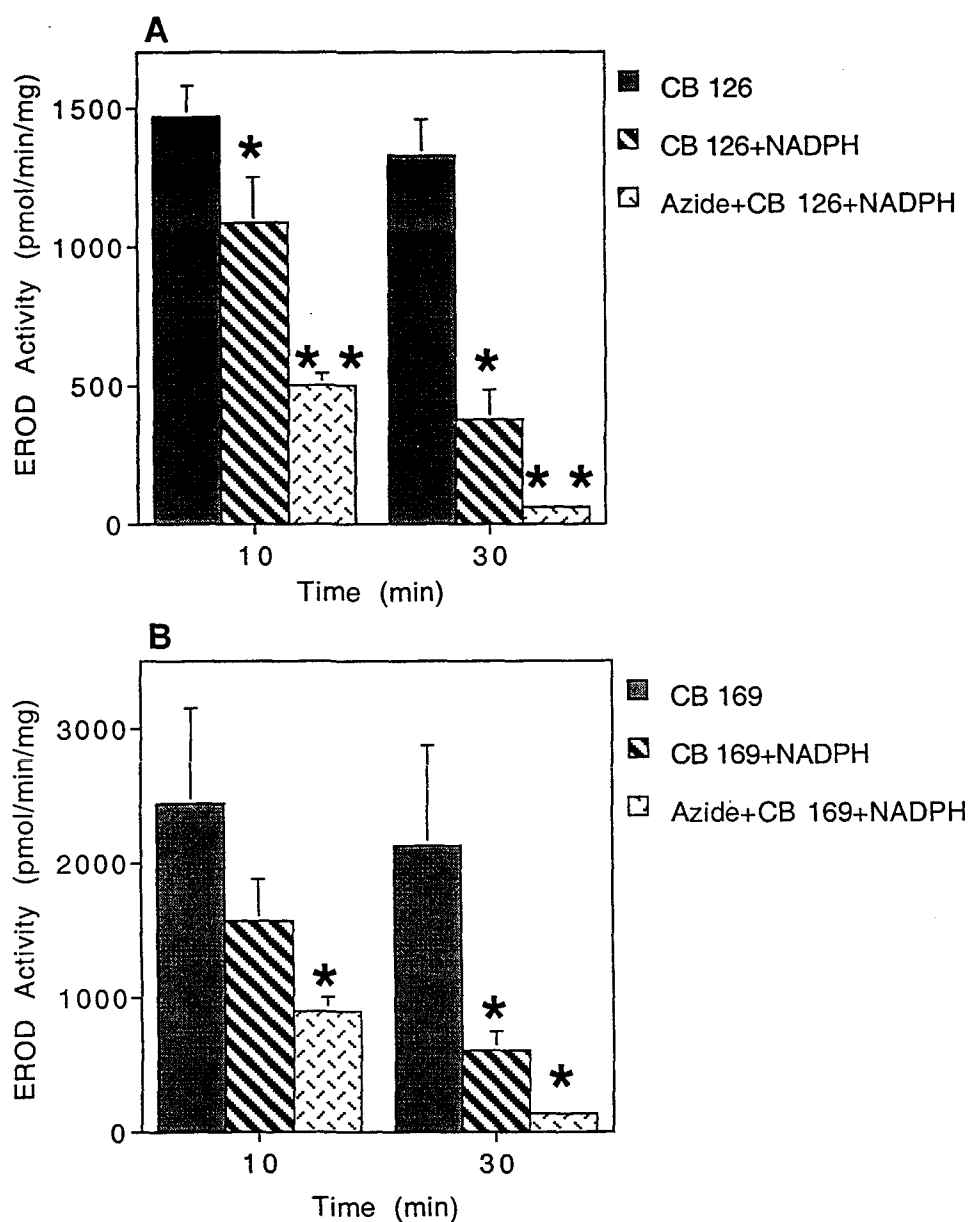 A
EROD Activity (pmol/min/mg)
1500
1000
500
0
*
* *
*
* *
10 30
Time (min)
CB 126
CB 126+NADPH
Azide+CB 126+NADPH
B
EROD Activity (pmol/min/mg)
3000
2000
1000
0
*
*
*
10 30
Time (min)
CB 169
CB 169+NADPH
Azide+CB 169+NADPH